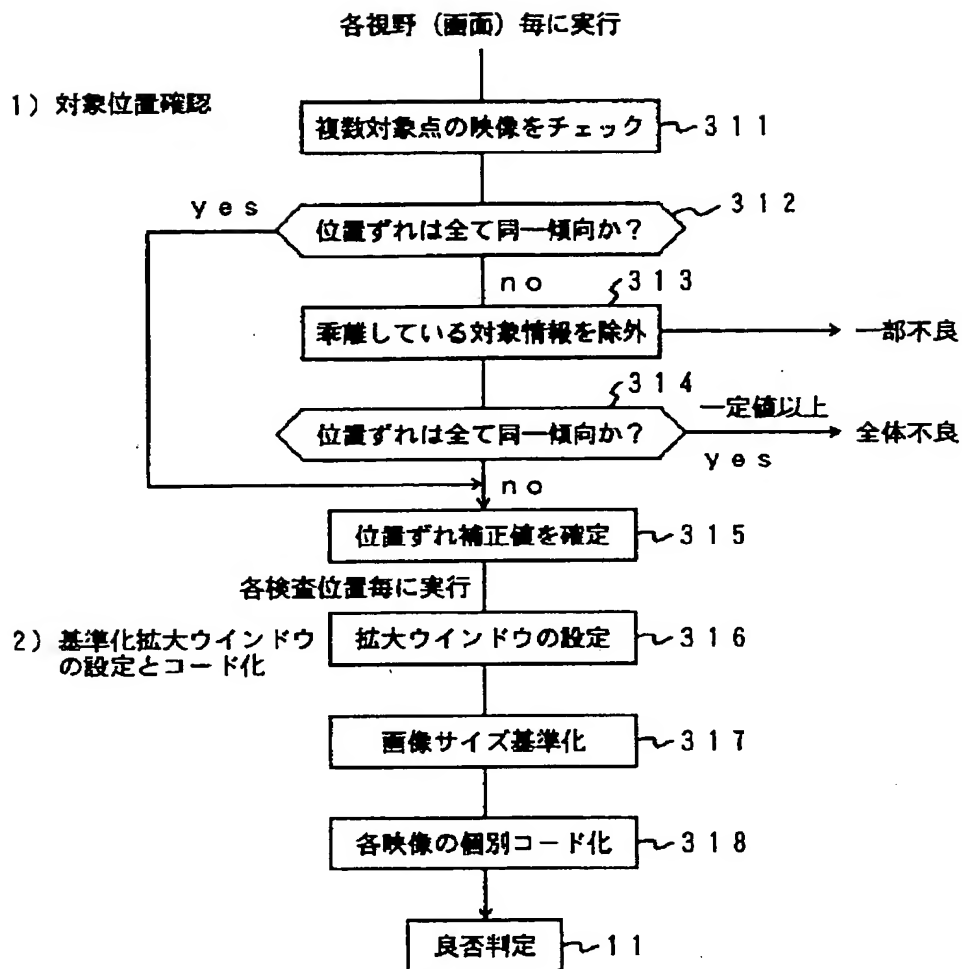 各視野（画面）毎に実行
1）対象位置確認
複数対象点の映像をチェック 311
yes
位置ずれは全て同一傾向か？ 312
no 313
乖離している対象情報を除外 一部不良
314
一定値以上
位置ずれは全て同一傾向か？ 全体不良
yes
no
位置ずれ補正値を確定 315
各検査位置毎に実行
2）基準化拡大ウインドウ
の設定とコード化
拡大ウインドウの設定 316
画像サイズ基準化 317
各映像の個別コード化 318
良否判定 11